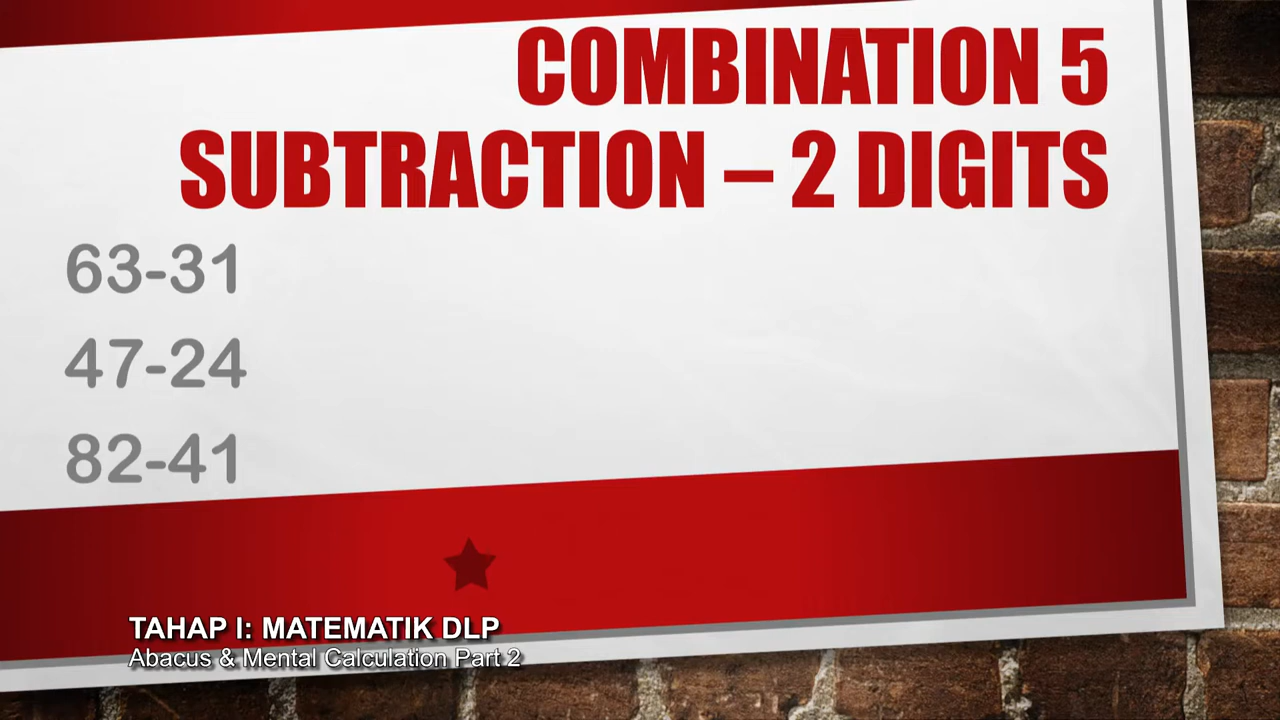 COMBINATION 5
SUBTRACTION – 2 DIGITS
63-31
47-24
82-41
TAHAP I: MATEMATIK DLP
Abacus & Mental Calculation Part 2